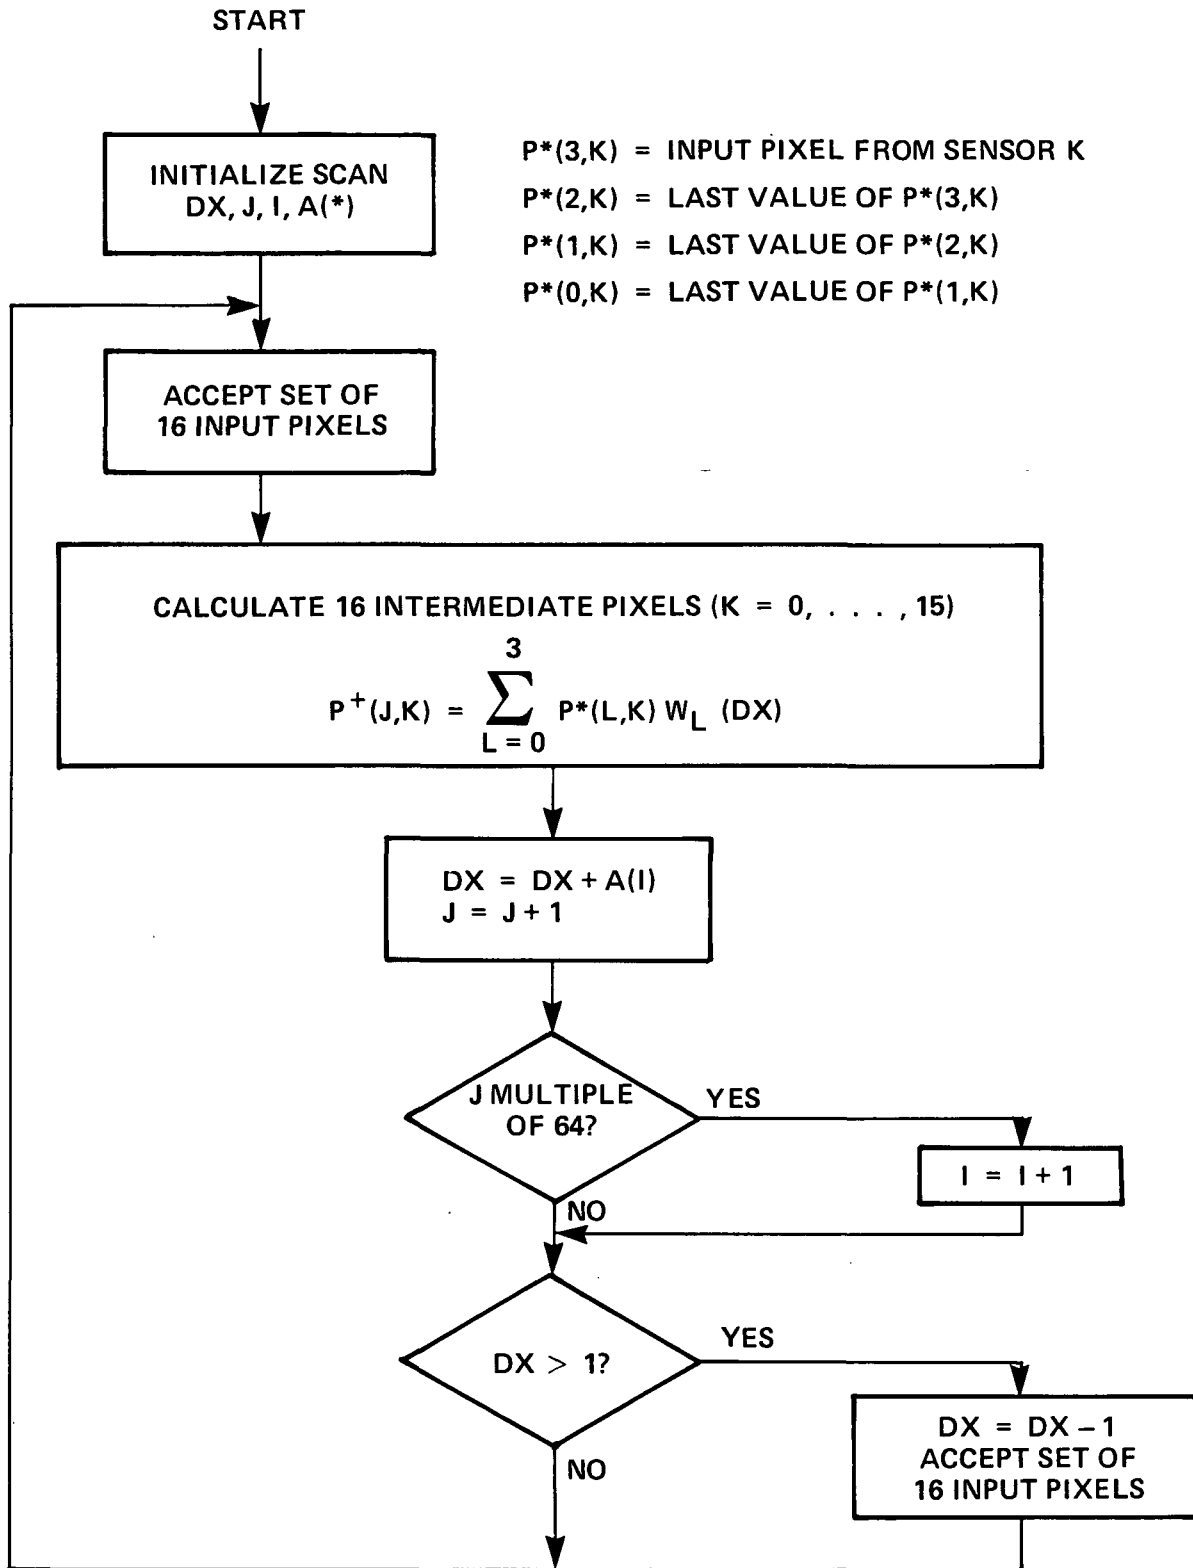 START
INITIALIZE SCAN
DX, J, I, A(*)
P*(3,K) = INPUT PIXEL FROM SENSOR K
P*(2,K) = LAST VALUE OF P*(3,K)
P*(1,K) = LAST VALUE OF P*(2,K)
P*(0,K) = LAST VALUE OF P*(1,K)
ACCEPT SET OF
16 INPUT PIXELS
CALCULATE 16 INTERMEDIATE PIXELS (K = 0, . . . , 15)
3
P⁺(J,K) = ∑ P*(L,K) W_L (DX)
L = 0
DX = DX + A(I)
J = J + 1
J MULTIPLE
OF 64?
YES
I = I + 1
NO
DX > 1?
YES
DX = DX – 1
ACCEPT SET OF
16 INPUT PIXELS
NO